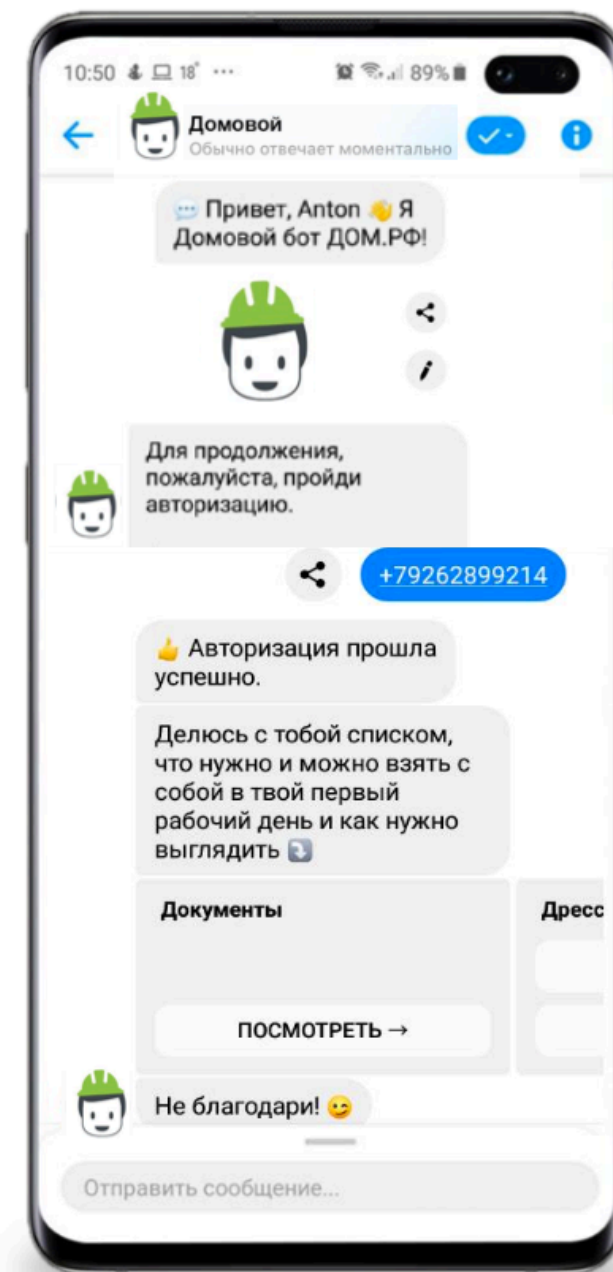 10:50 18° ... 89%
Домовой
Обычно отвечает моментально
💬 Привет, Anton 👋 Я
Домовой бот ДОМ.РФ!
Для продолжения,
пожалуйста, пройди
авторизацию.
+79262899214
👍 Авторизация прошла
успешно.
Делюсь с тобой списком,
что нужно и можно взять с
собой в твой первый
рабочий день и как нужно
выглядить ⤵️
Документы
Дресс
ПОСМОТРЕТЬ →
Не благодари! 😉
Отправить сообщение...